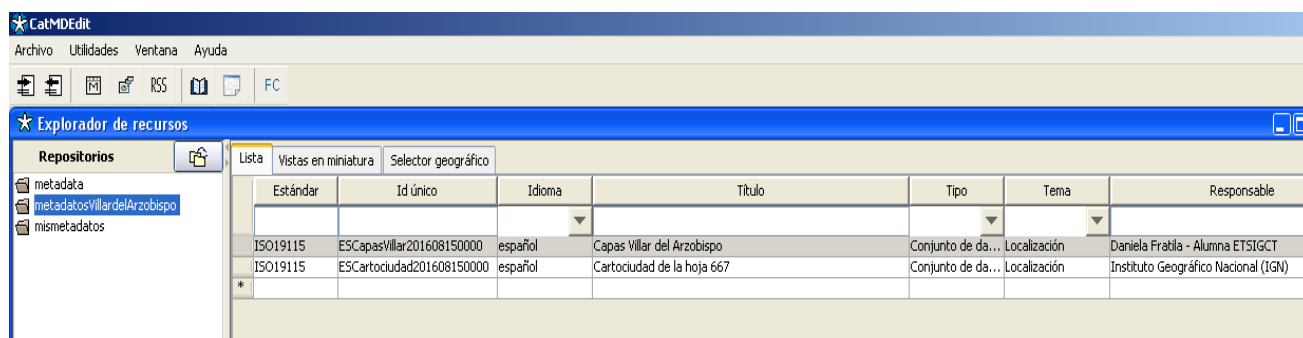 CatMDEdit
Archivo Utilidades Ventana Ayuda
RSS FC
Explorador de recursos
Repositorios
Lista Vistas en miniatura Selector geográfico
metadata
metadatosVillardelArzobispo
mismetadatos
Estándar Id único Idioma Título Tipo Tema Responsable
ISO19115 ESCapasVillar201608150000 español Capas Villar del Arzobispo Conjunto de da... Localización Daniela Fratila - Alumna ETSIGCT
ISO19115 ESCartociudad201608150000 español Cartociudad de la hoja 667 Conjunto de da... Localización Instituto Geográfico Nacional (IGN)
*